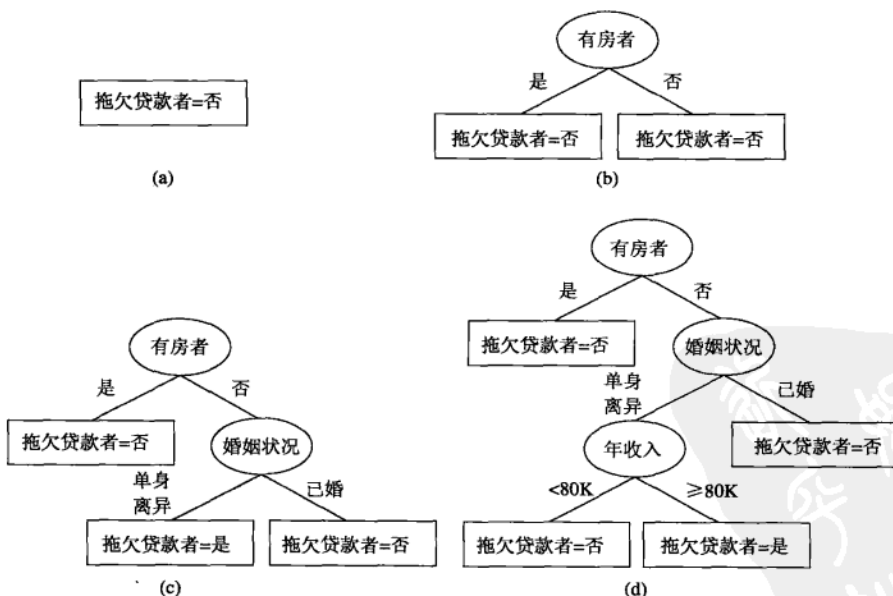 拖欠贷款者=否
(a)
有房者
是
否
拖欠贷款者=否
拖欠贷款者=否
(b)
有房者
是
否
拖欠贷款者=否
婚姻状况
单身
离异
已婚
拖欠贷款者=是
拖欠贷款者=否
(c)
有房者
是
否
拖欠贷款者=否
婚姻状况
单身
离异
已婚
年收入
拖欠贷款者=否
<80K
≥80K
拖欠贷款者=否
拖欠贷款者=是
(d)